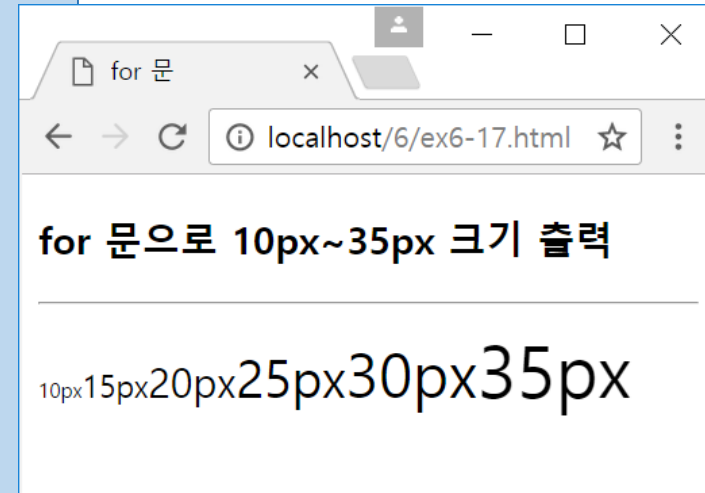 for 문
localhost/6/ex6-17.html
for 문으로 10px~35px 크기 출력
10px15px20px25px30px35px